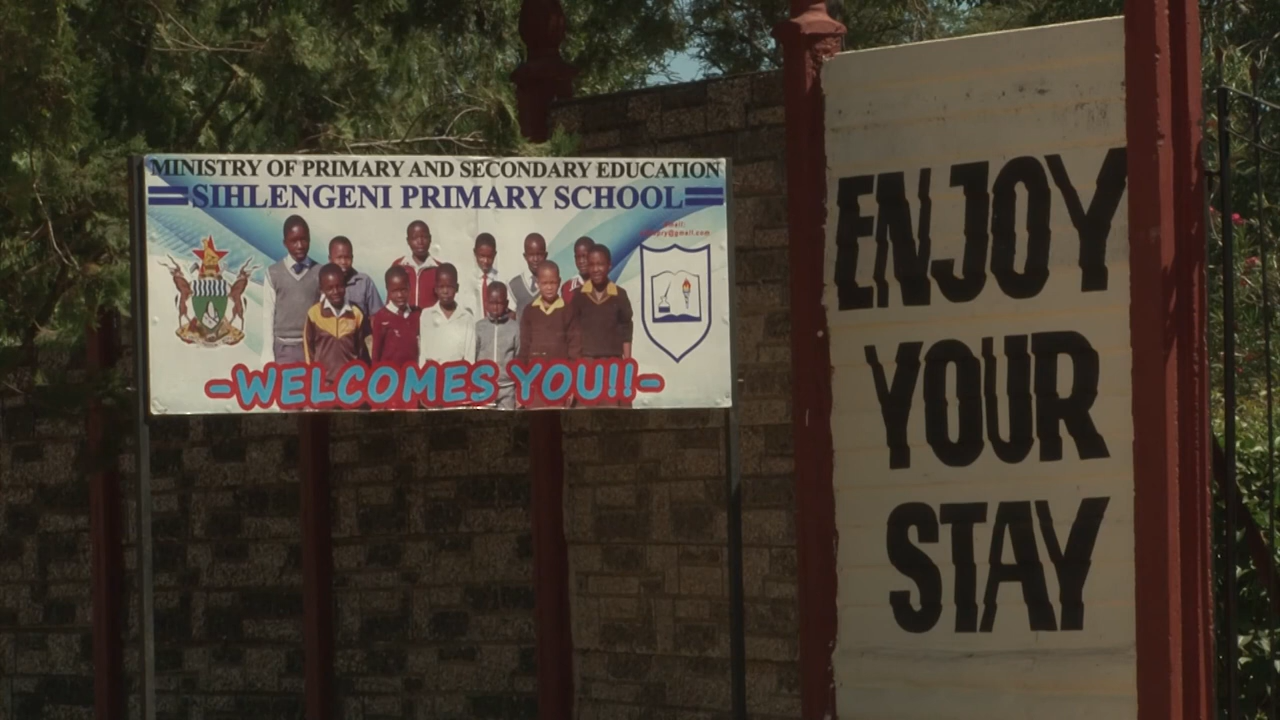 MINISTRY OF PRIMARY AND SECONDARY EDUCATION
SIHLENGENI PRIMARY SCHOOL
-WELCOMES YOU!!-
ENJOY
YOUR
STAY